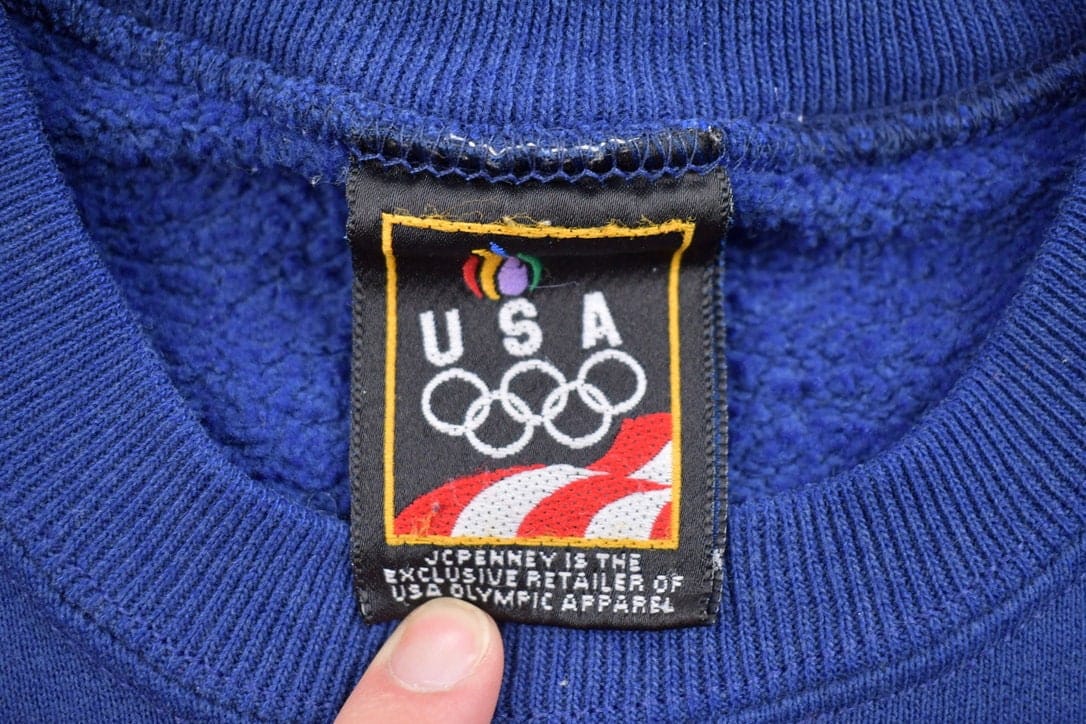 USA
JCPENNEY IS THE
EXCLUSIVE RETAILER OF
USA OLYMPIC APPAREL